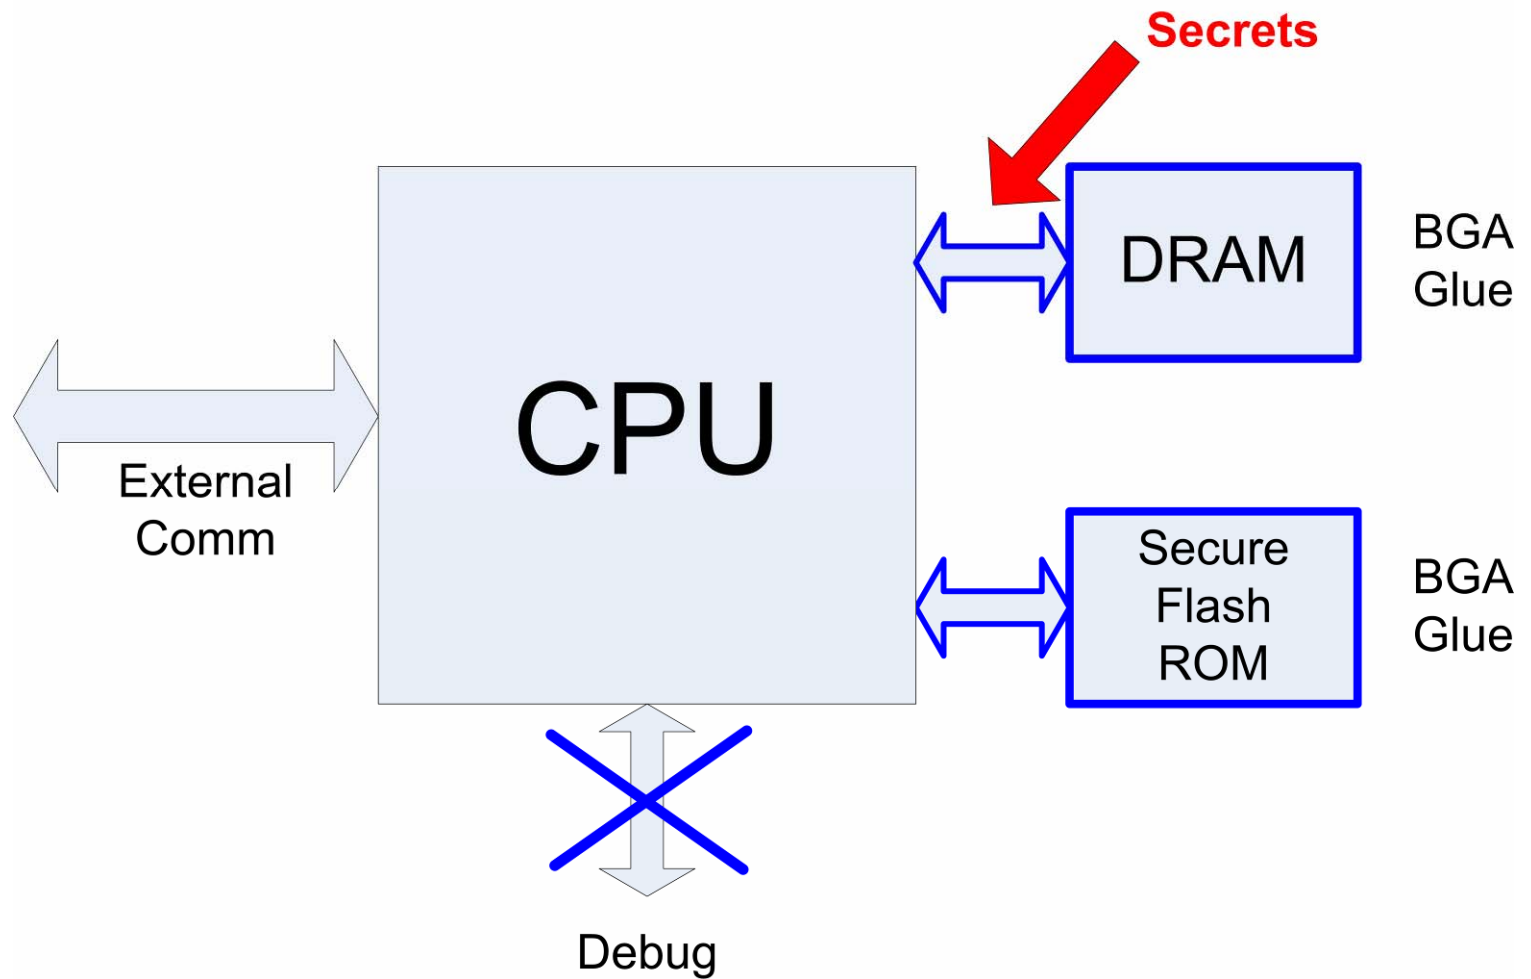 Secrets
DRAM
BGA
Glue
CPU
External
Comm
Secure
Flash
ROM
BGA
Glue
Debug